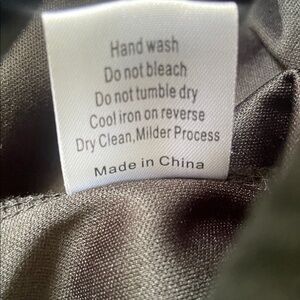 Hand wash
Do not bleach
Do not tumble dry
Cool iron on reverse
Dry Clean,Milder Process
Made in China